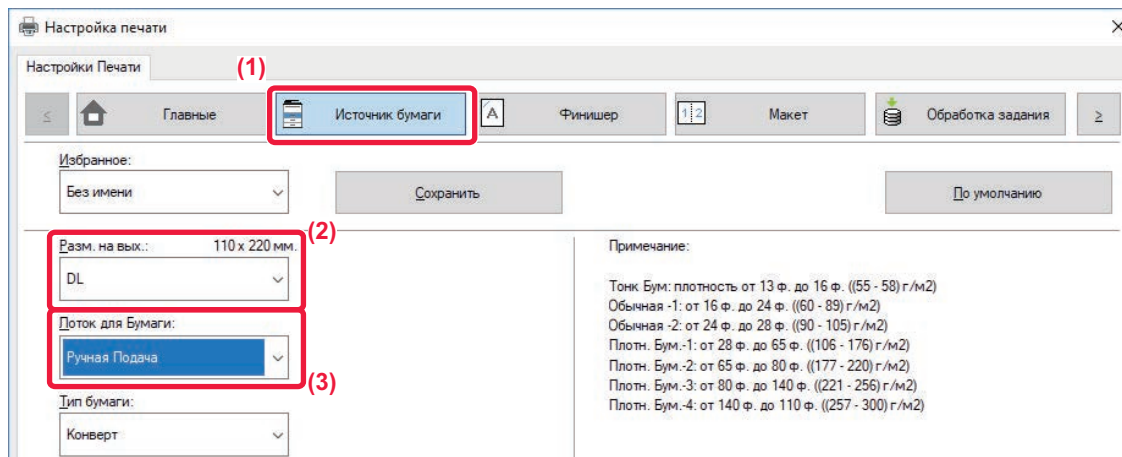 Настройка печати
Настройки Печати
(1)
≤
Главные
Источник бумаги
A
Финишер
1 2
Макет
Обработка задания
≥
Избранное:
Без имени
Сохранить
По умолчанию
Разм. на вых.: 110 x 220 мм.
(2)
DL
Лоток для Бумаги:
Ручная Подача
(3)
Тип бумаги:
Конверт
Примечание:
Тонк Бум: плотность от 13 ф. до 16 ф. ((55 - 58) г/м2)
Обычная -1: от 16 ф. до 24 ф. ((60 - 89) г/м2)
Обычная -2: от 24 ф. до 28 ф. ((90 - 105) г/м2)
Плотн. Бум.-1: от 28 ф. до 65 ф. ((106 - 176) г/м2)
Плотн. Бум.-2: от 65 ф. до 80 ф. ((177 - 220) г/м2)
Плотн. Бум.-3: от 80 ф. до 140 ф. ((221 - 256) г/м2)
Плотн. Бум.-4: от 140 ф. до 110 ф. ((257 - 300) г/м2)